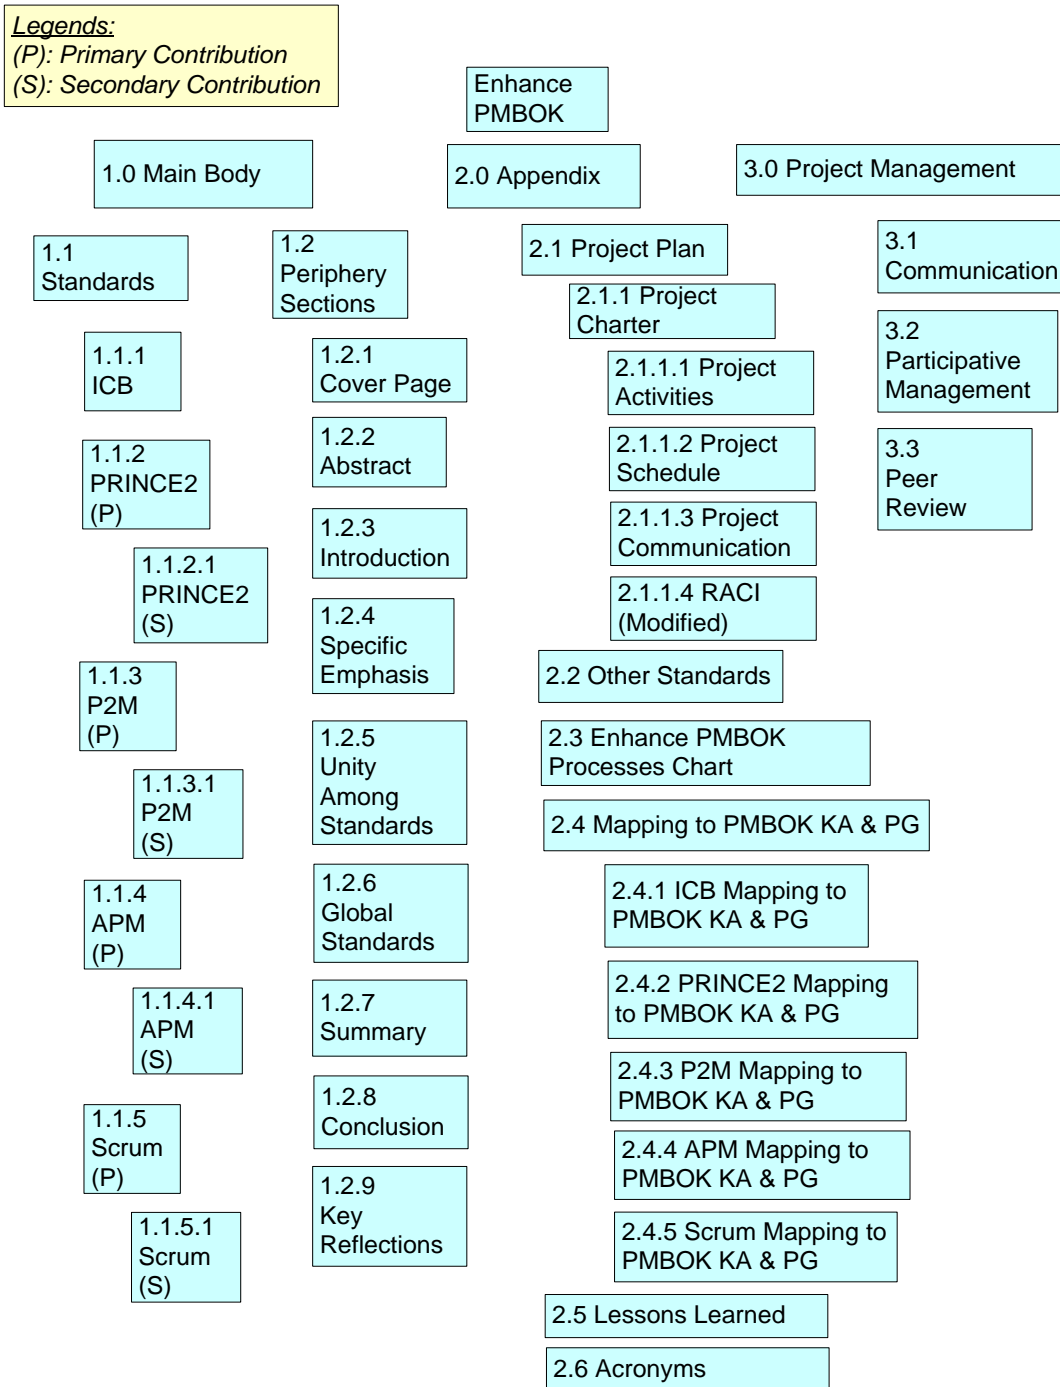 Legends:
(P): Primary Contribution
(S): Secondary Contribution
Enhance
PMBOK
1.0 Main Body
2.0 Appendix
3.0 Project Management
1.1
Standards
1.1.1
ICB
1.1.2
PRINCE2
(P)
1.1.2.1
PRINCE2
(S)
1.1.3
P2M
(P)
1.1.3.1
P2M
(S)
1.1.4
APM
(P)
1.1.4.1
APM
(S)
1.1.5
Scrum
(P)
1.1.5.1
Scrum
(S)
1.2
Periphery
Sections
1.2.1
Cover Page
1.2.2
Abstract
1.2.3
Introduction
1.2.4
Specific
Emphasis
1.2.5
Unity
Among
Standards
1.2.6
Global
Standards
1.2.7
Summary
1.2.8
Conclusion
1.2.9
Key
Reflections
2.1 Project Plan
2.1.1 Project
Charter
2.1.1.1 Project
Activities
2.1.1.2 Project
Schedule
2.1.1.3 Project
Communication
2.1.1.4 RACI
(Modified)
2.2 Other Standards
2.3 Enhance PMBOK
Processes Chart
2.4 Mapping to PMBOK KA & PG
2.4.1 ICB Mapping to
PMBOK KA & PG
2.4.2 PRINCE2 Mapping
to PMBOK KA & PG
2.4.3 P2M Mapping to
PMBOK KA & PG
2.4.4 APM Mapping to
PMBOK KA & PG
2.4.5 Scrum Mapping to
PMBOK KA & PG
2.5 Lessons Learned
2.6 Acronyms
3.1
Communication
3.2
Participative
Management
3.3
Peer
Review